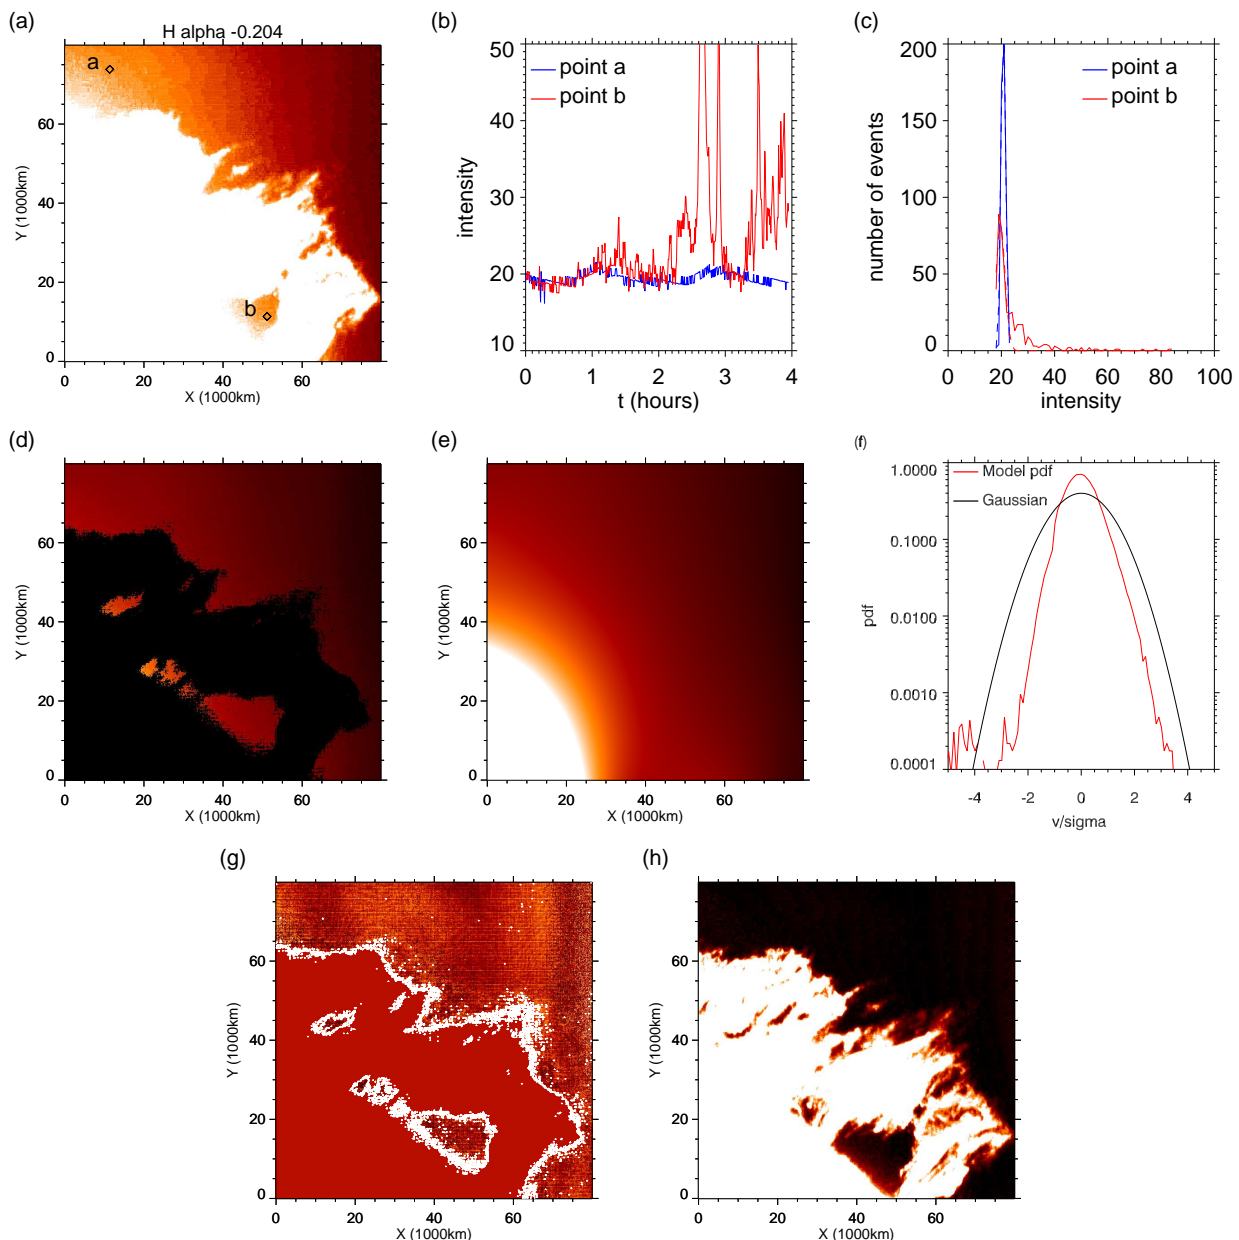 (a)
H alpha -0.204
a
b
Y (1000km)
0
20
40
60
0
20
40
60
X (1000km)
(b)
point a
point b
intensity
50
40
30
20
10
0
1
2
3
4
t (hours)
(c)
point a
point b
number of events
200
150
100
50
0
0
20
40
60
80
100
intensity
(d)
Y (1000km)
60
40
20
0
0
20
40
60
X (1000km)
(e)
Y (1000km)
60
40
20
0
0
20
40
60
X (1000km)
(f)
Model pdf
Gaussian
pdf
1.0000
0.1000
0.0100
0.0010
0.0001
-4
-2
0
2
4
v/sigma
(g)
Y (1000km)
60
40
20
0
0
20
40
60
X (1000km)
(h)
Y (1000km)
60
40
20
0
0
20
40
60
X (1000km)